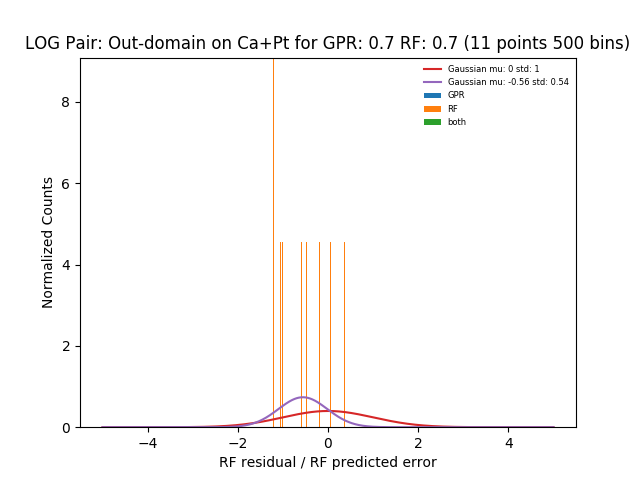 LOG Pair: Out-domain on Ca+Pt for GPR: 0.7 RF: 0.7 (11 points 500 bins)
Gaussian mu: 0 std: 1
Gaussian mu: -0.56 std: 0.54
GPR
RF
both
Normalized Counts
8
6
4
2
0
−4 −2 0 2 4
RF residual / RF predicted error